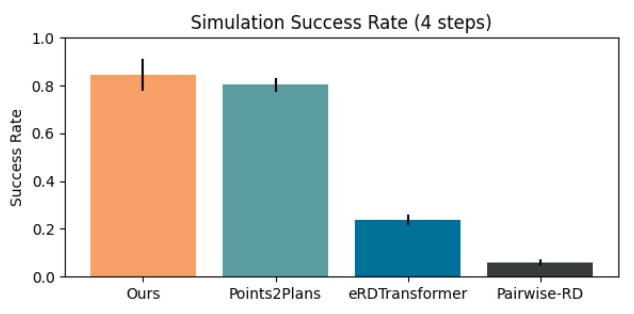 Simulation Success Rate (4 steps)
Success Rate
1.0
0.8
0.6
0.4
0.2
0.0
Ours Points2Plans eRDTransformer Pairwise-RD